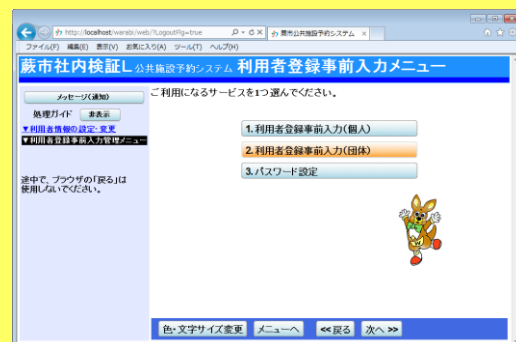 http://localhost/warabi/web/?LogoutFlg=true
蕨市公共施設予約システム
ファイル(F) 編集(E) 表示(V) お気に入り(A) ツール(T) ヘルプ(H)
蕨市社内検証L 公共施設予約システム 利用者登録事前入力メニュー
メッセージ(通知)
処理ガイド 非表示
▼利用者情報の設定・変更
▼利用者登録事前入力管理メニュー
途中で、ブラウザの「戻る」は
使用しないでください。
ご利用になるサービスを1つ選んでください。
1.利用者登録事前入力(個人)
2.利用者登録事前入力(団体)
3.パスワード設定
色・文字サイズ変更 メニューへ <<戻る 次へ >>